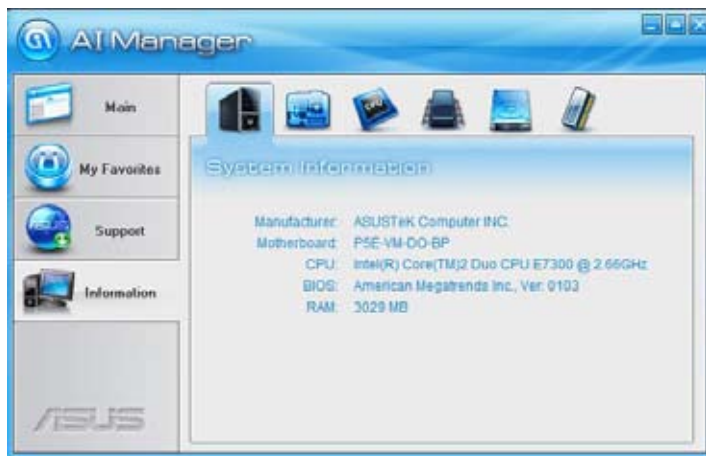 AI Manager
Main
My Favorites
Support
Information
ASUS
CPU
System Information
Manufacturer: ASUSTeK Computer INC.
Motherboard: P5E-VM-DO-BP
CPU: Intel(R) Core(TM)2 Duo CPU E7300 @ 2.66GHz
BIOS: American Megatrends Inc., Ver. 0103
RAM: 3029 MB